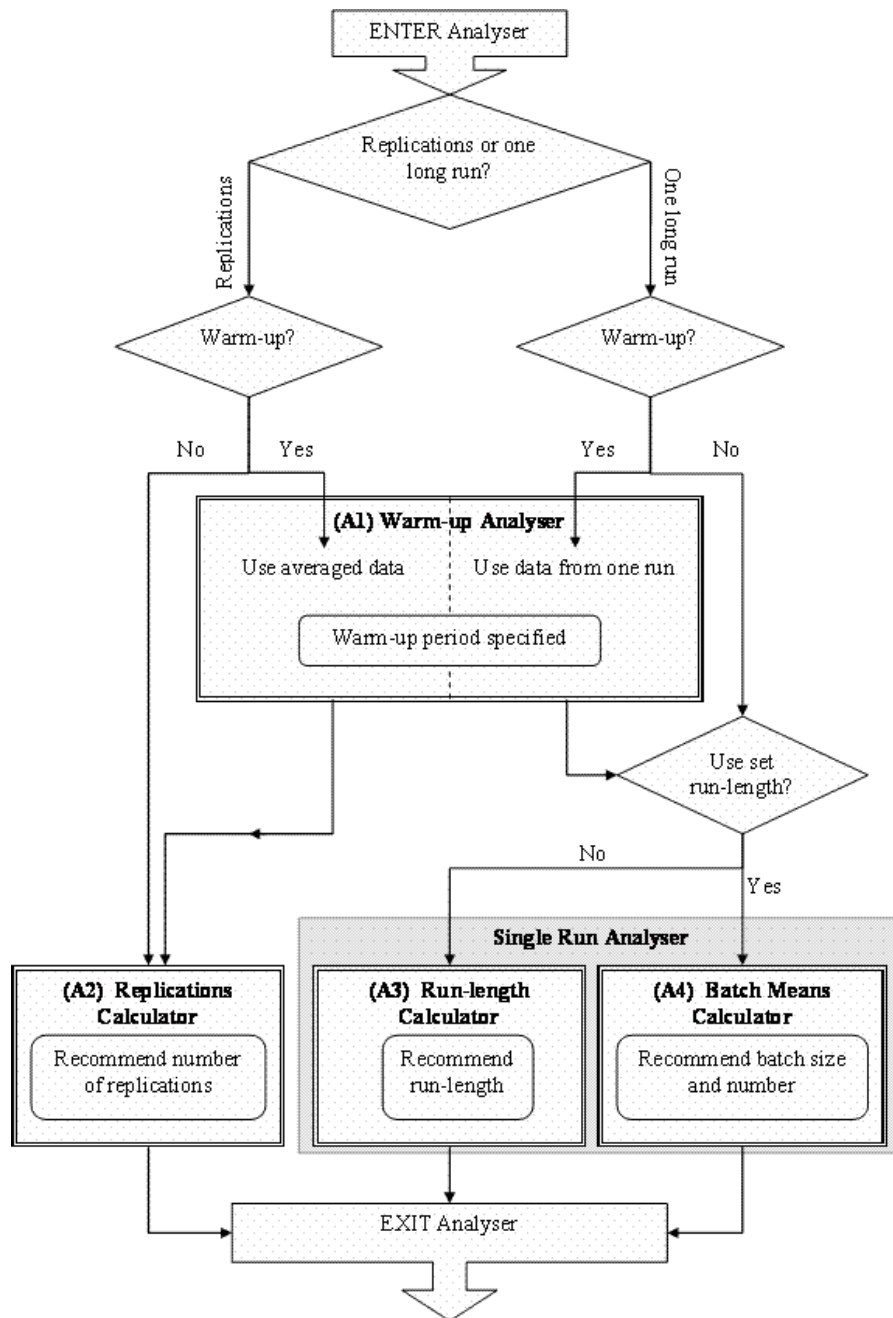 ENTER Analyser
Replications or one
long run?
Replications
One long run
Warm-up?
Warm-up?
No
Yes
Yes
No
(A1) Warm-up Analyser
Use averaged data
Use data from one run
Warm-up period specified
Use set
run-length?
No
Yes
Single Run Analyser
(A2) Replications
Calculator
Recommend number
of replications
(A3) Run-length
Calculator
Recommend
run-length
(A4) Batch Means
Calculator
Recommend batch size
and number
EXIT Analyser